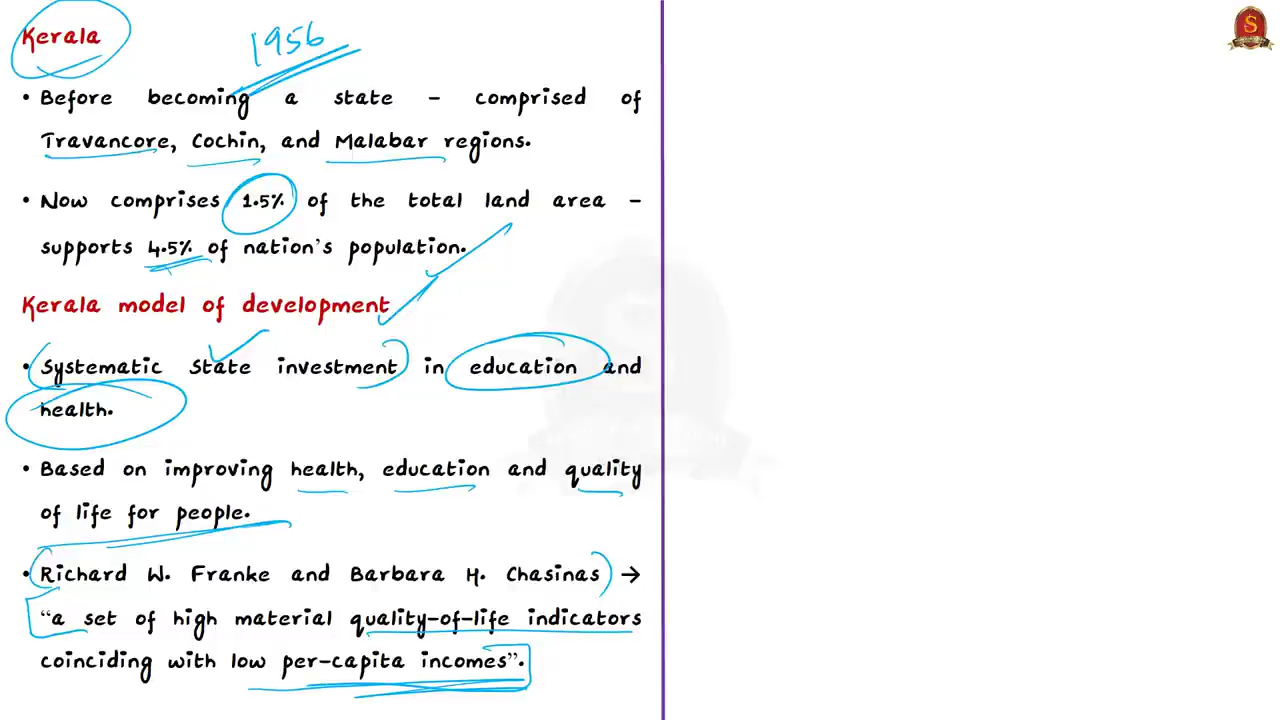 Kerala
1956
• Before becoming a state - comprised of
Travancore, Cochin, and Malabar regions.
• Now comprises 1.5% of the total land area -
supports 4.5% of nation's population.
Kerala model of development
• Systematic State investment in education and
health.
• Based on improving health, education and quality
of life for people.
• Richard W. Franke and Barbara H. Chasinas →
“a set of high material quality-of-life indicators
coinciding with low per-capita incomes”.
S